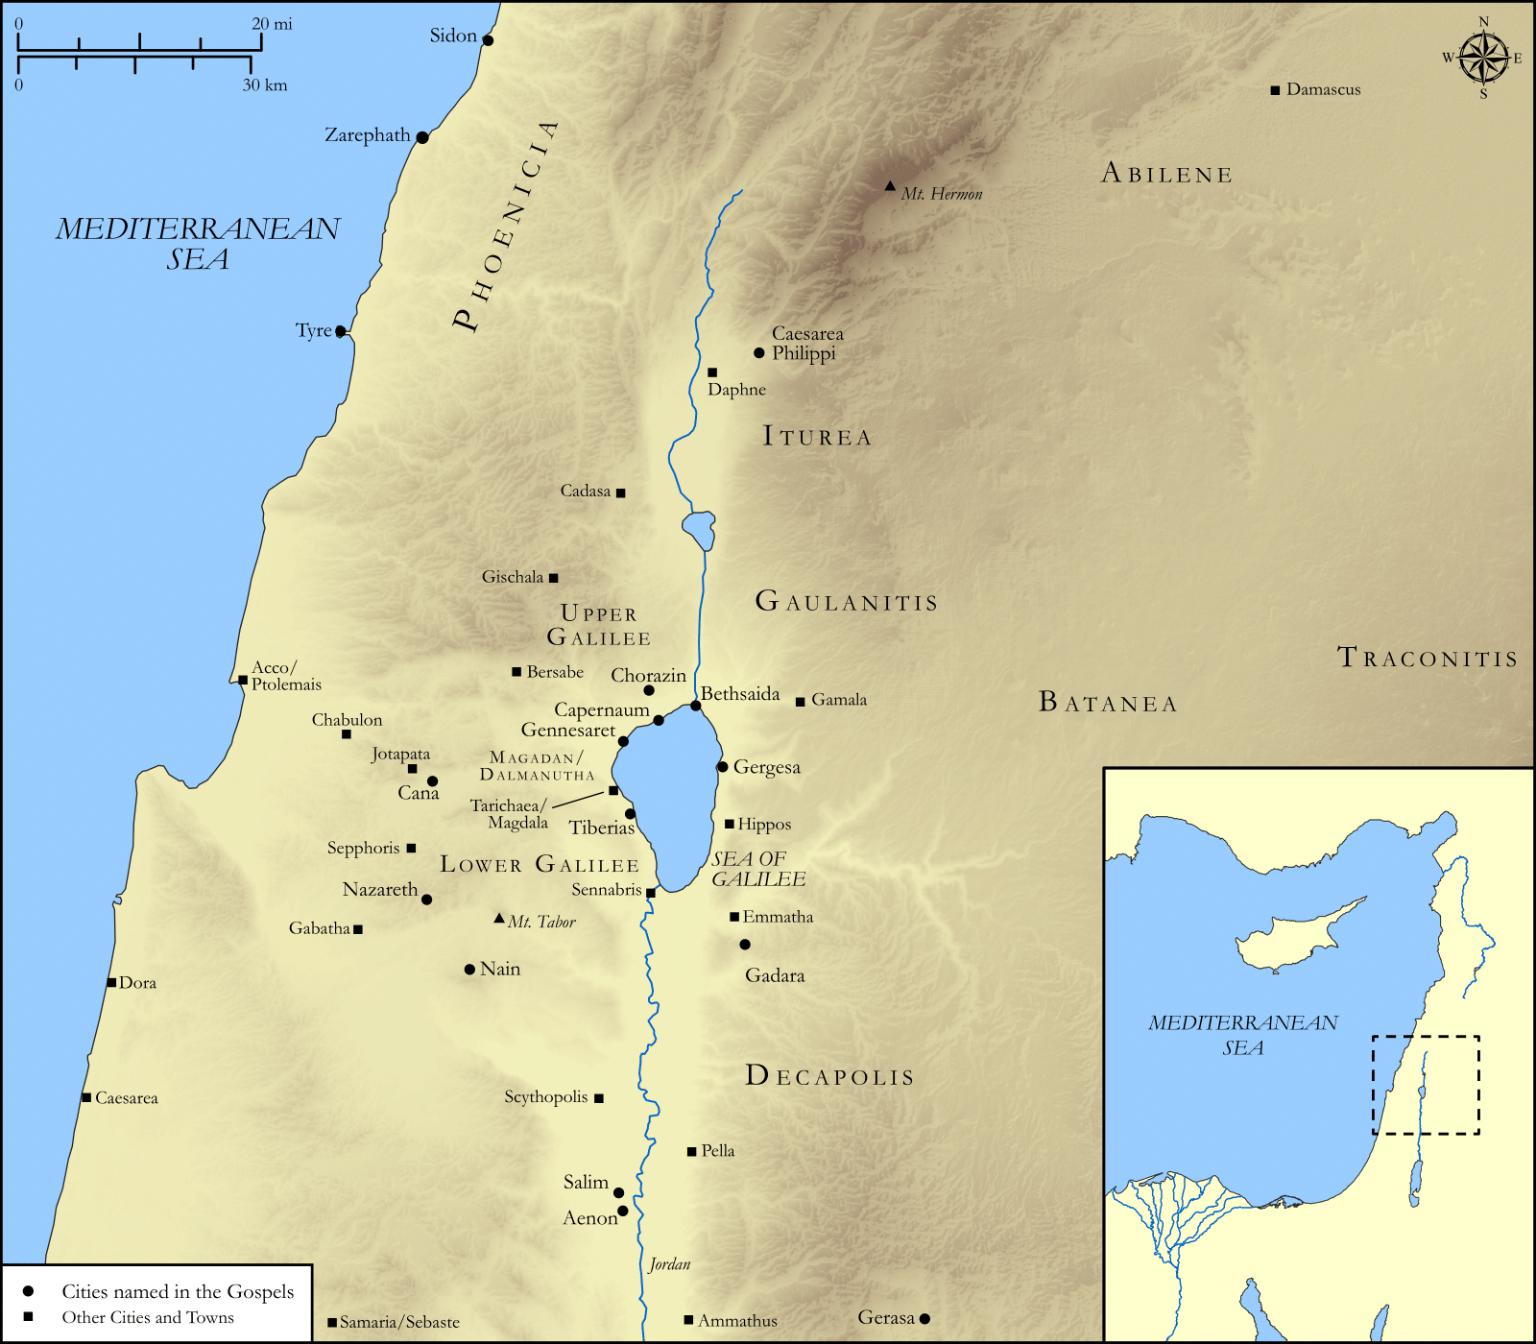 0 20 mi
0 30 km
N
W E
S
Sidon
Damascus
Zarephath
PHOENICIA
ABILENE
Mt. Hermon
MEDITERRANEAN
SEA
Tyre
Caesarea
Philippi
Daphne
ITUREA
Cadasa
Gischala
UPPER
GALILEE
GAULANITIS
TRACONITIS
Acco/
Ptolemais
Bersabe
Chorazin
Bethsaida
Gamala
BATANEA
Capernaum
Chabulon
Gennesaret
Jotapata
MAGADAN/
DALMANUTHA
Gergesa
Cana
Tarichaea/
Magdala
Tiberias
Hippos
Sepphoris
LOWER GALILEE
SEA OF
GALILEE
Nazareth
Sennabris
Gabatha
Mt. Tabor
Emmatha
Nain
Gadara
Dora
MEDITERRANEAN
SEA
DECAPOLIS
Caesarea
Scythopolis
Pella
Salim
Aenon
Jordan
Cities named in the Gospels
Other Cities and Towns
Samaria/Sebaste
Ammathus
Gerasa